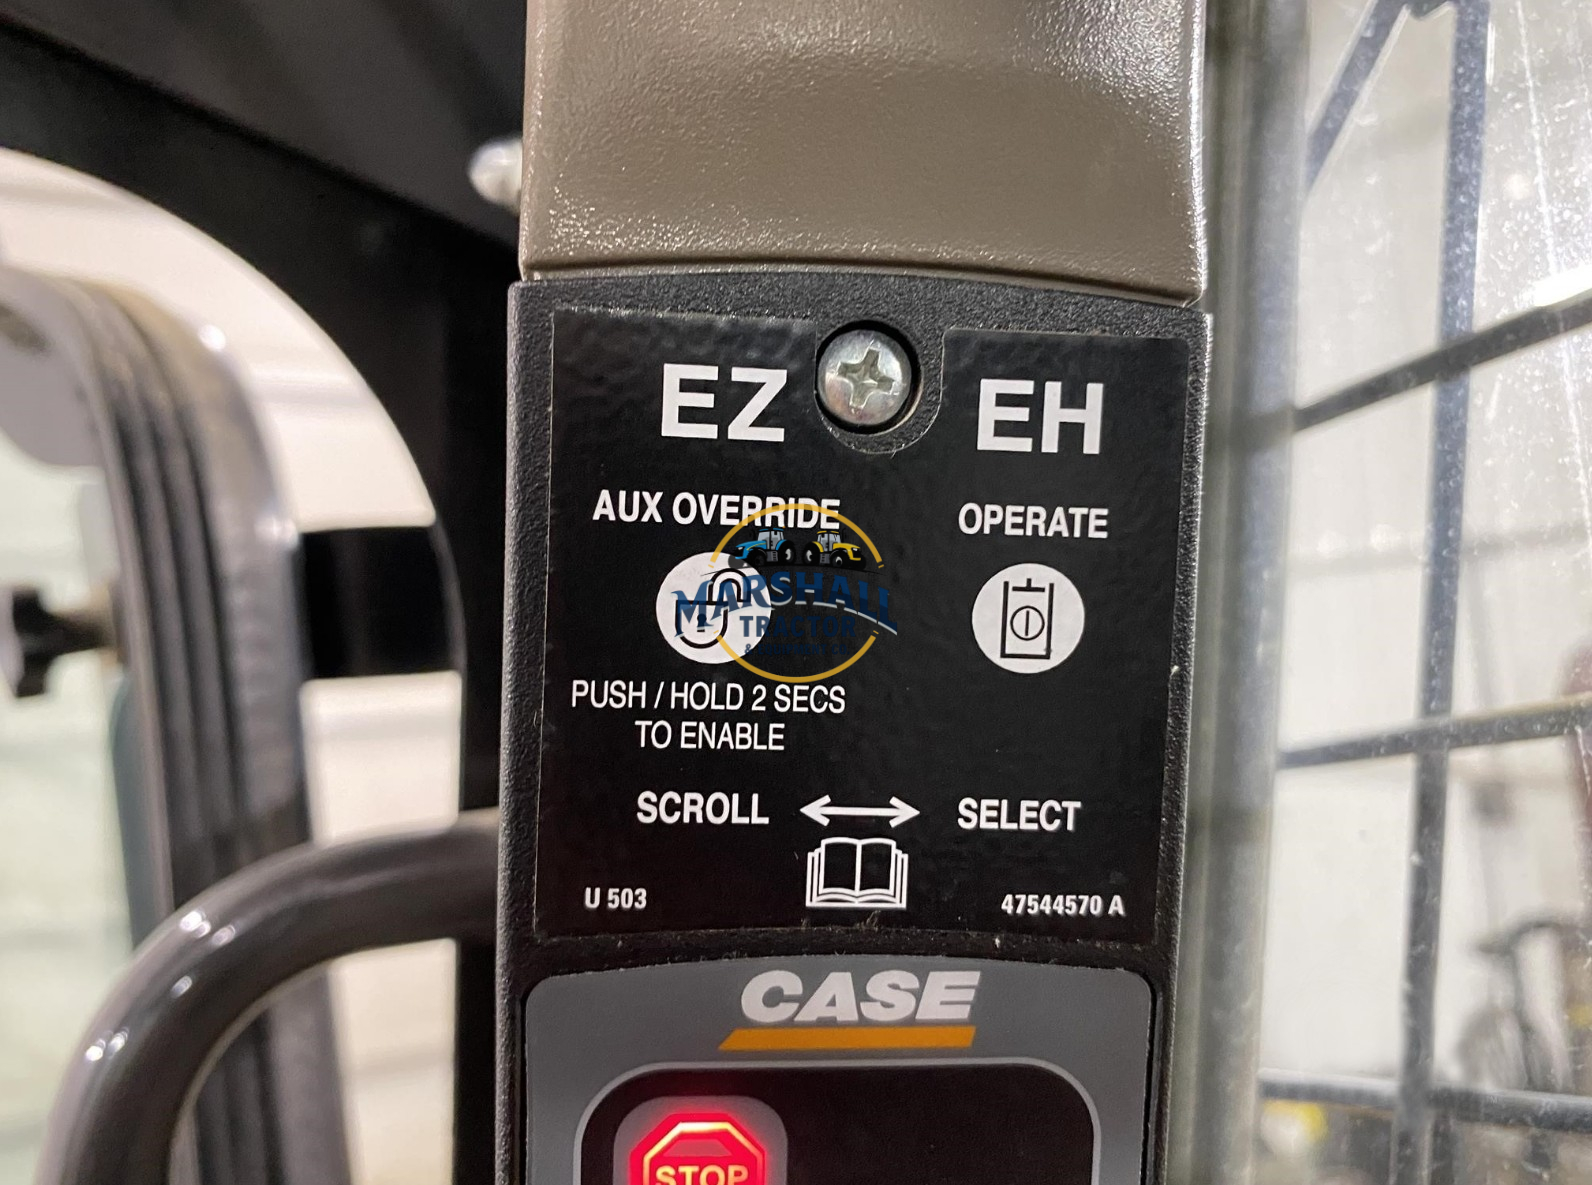 EZ EH
AUX OVERRIDE OPERATE
MARSHALL
TRACTOR
PUSH / HOLD 2 SECS
TO ENABLE
SCROLL SELECT
U 503 47544570 A
CASE
STOP